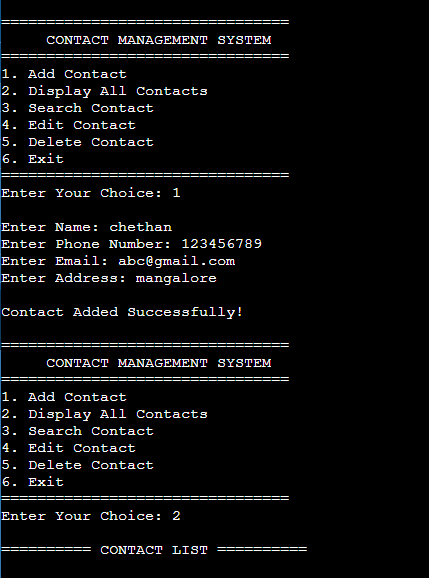 ================================
     CONTACT MANAGEMENT SYSTEM
================================
1. Add Contact
2. Display All Contacts
3. Search Contact
4. Edit Contact
5. Delete Contact
6. Exit
================================
Enter Your Choice: 1

Enter Name: chethan
Enter Phone Number: 123456789
Enter Email: abc@gmail.com
Enter Address: mangalore

Contact Added Successfully!

================================
     CONTACT MANAGEMENT SYSTEM
================================
1. Add Contact
2. Display All Contacts
3. Search Contact
4. Edit Contact
5. Delete Contact
6. Exit
================================
Enter Your Choice: 2

========== CONTACT LIST ==========